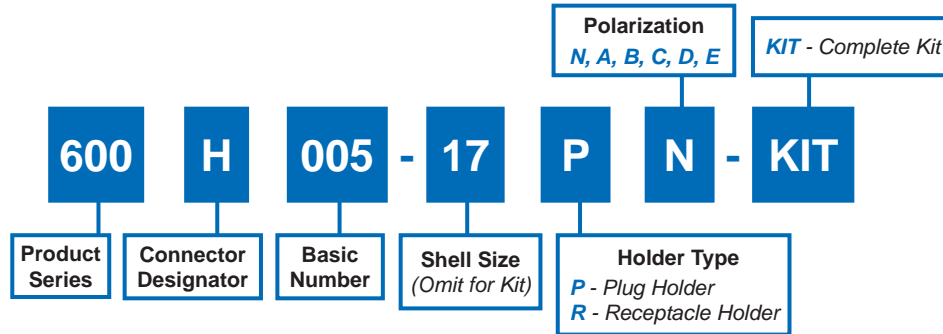 Polarization
N, A, B, C, D, E
KIT - Complete Kit
600 H 005 - 17 P N - KIT
Product
Series
Connector
Designator
Basic
Number
Shell Size
(Omit for Kit)
Holder Type
P - Plug Holder
R - Receptacle Holder